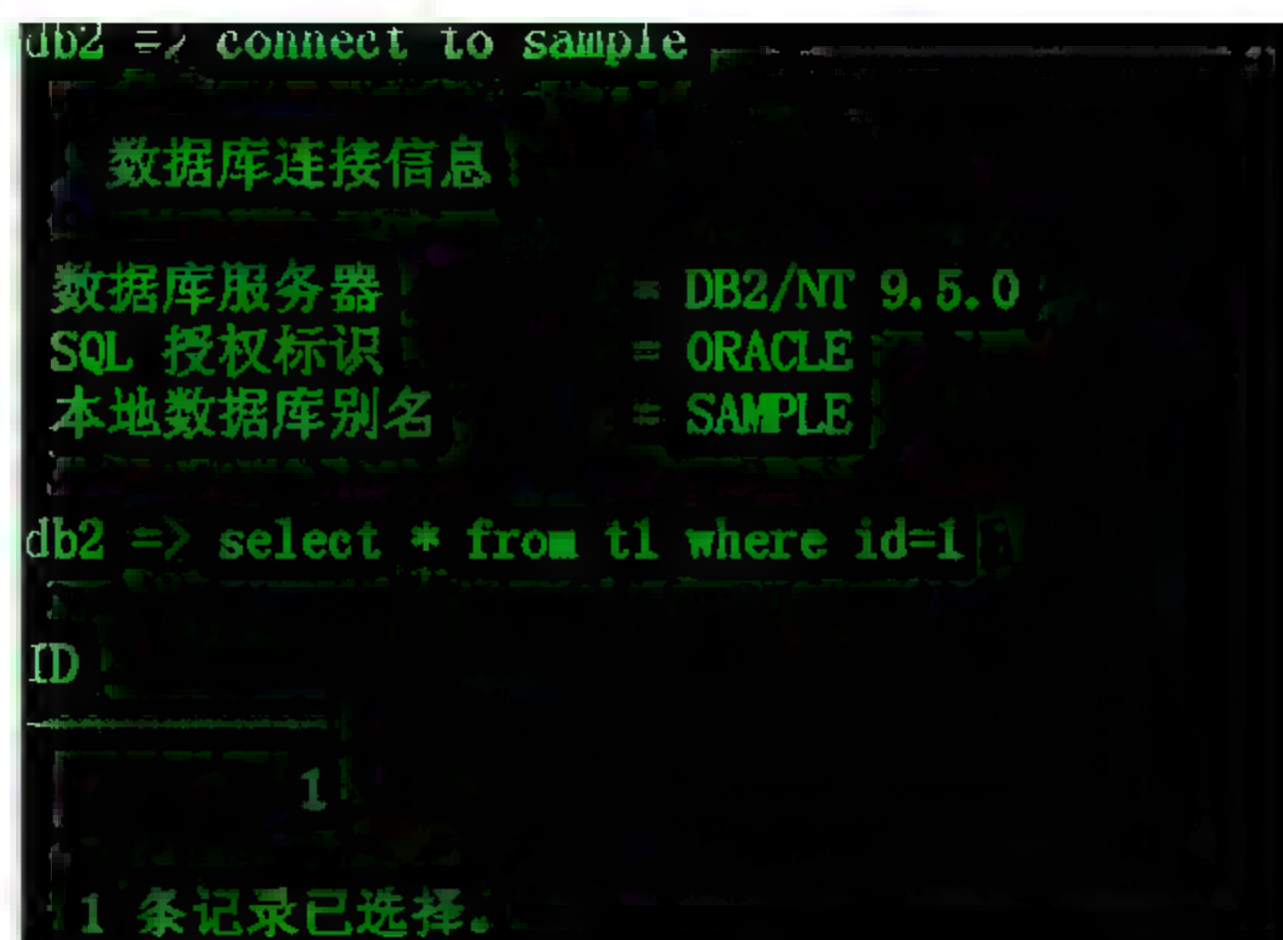 db2 => connect to sample
数据库连接信息
数据库服务器 = DB2/NT 9.5.0
SQL 授权标识 = ORACLE
本地数据库别名 = SAMPLE
db2 => select * from t1 where id=1
ID
-----------
1
1 条记录已选择。